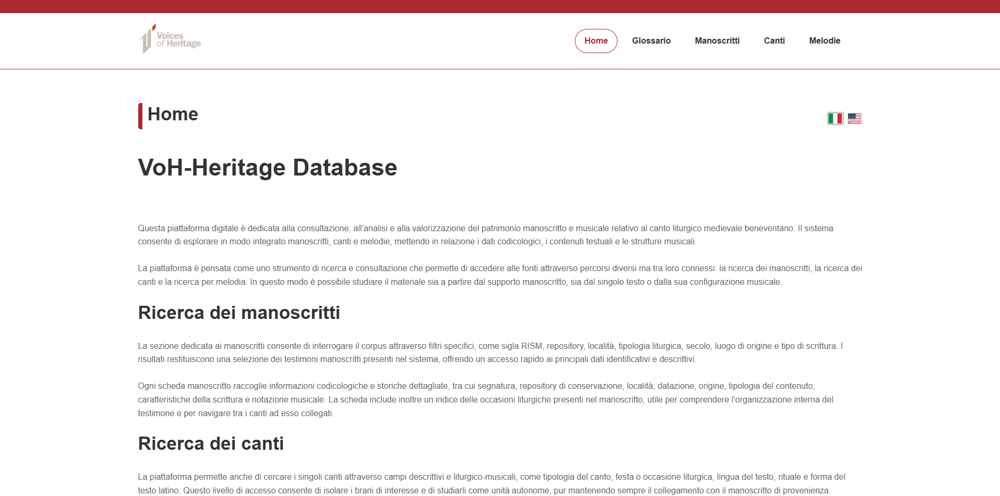 Voices
of Heritage
Home
Glossario
Manoscritti
Canti
Melodie
Home
VoH-Heritage Database
Questa piattaforma digitale è dedicata alla consultazione, all’analisi e alla valorizzazione del patrimonio manoscritto e musicale relativo al canto liturgico medievale beneventano. Il sistema
consente di esplorare in modo integrato manoscritti, canti e melodie, mettendo in relazione i dati codicologici, i contenuti testuali e le strutture musicali.
La piattaforma è pensata come uno strumento di ricerca e consultazione che permette di accedere alle fonti attraverso percorsi diversi ma tra loro connessi: la ricerca dei manoscritti, la ricerca dei
canti e la ricerca per melodia. In questo modo è possibile studiare il materiale sia a partire dal supporto manoscritto, sia dal singolo testo o dalla sua configurazione musicale.
Ricerca dei manoscritti
La sezione dedicata ai manoscritti consente di interrogare il corpus attraverso filtri specifici, come sigla RISM, repository, località, tipologia liturgica, secolo, luogo di origine e tipo di scrittura. I
risultati restituiscono una selezione dei testimoni manoscritti presenti nel sistema, offrendo un accesso rapido ai principali dati identificativi e descrittivi.
Ogni scheda manoscritto raccoglie informazioni codicologiche e storiche dettagliate, tra cui segnatura, repository di conservazione, località, datazione, origine, tipologia del contenuto,
caratteristiche della scrittura e notazione musicale. La scheda include inoltre un indice delle occasioni liturgiche presenti nel manoscritto, utile per comprendere l’organizzazione interna del
testimone e per navigare tra i canti ad esso collegati.
Ricerca dei canti
La piattaforma permette anche di cercare i singoli canti attraverso campi descrittivi e liturgico-musicali, come tipologia del canto, festa o occasione liturgica, lingua del testo, rituale e forma del
testo latino. Questo livello di accesso consente di isolare i brani di interesse e di studiarli come unità autonome, pur mantenendo sempre il collegamento con il manoscritto di provenienza.